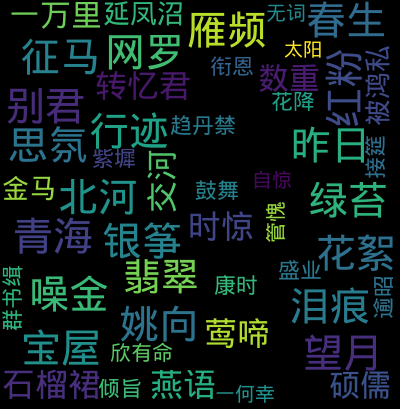 一万里 延凤沼 雁频 无词 春生
征马 网罗 太阳
衔恩 红粉 被鸿私
转忆君 数重
别君 花降
行迹 趋丹禁
思氛 昨日 接筵
紫墀
交河
金马 北河 鼓舞 自惊 绿苔
青海 银筝 时惊 管愧
花絮
翡翠 盛业
群书缉 噪金 康时 泪痕 逾昭
姚向 莺啼
宝屋 欣有命 望月
石榴裙 倾旨 燕语 一何幸 硕儒